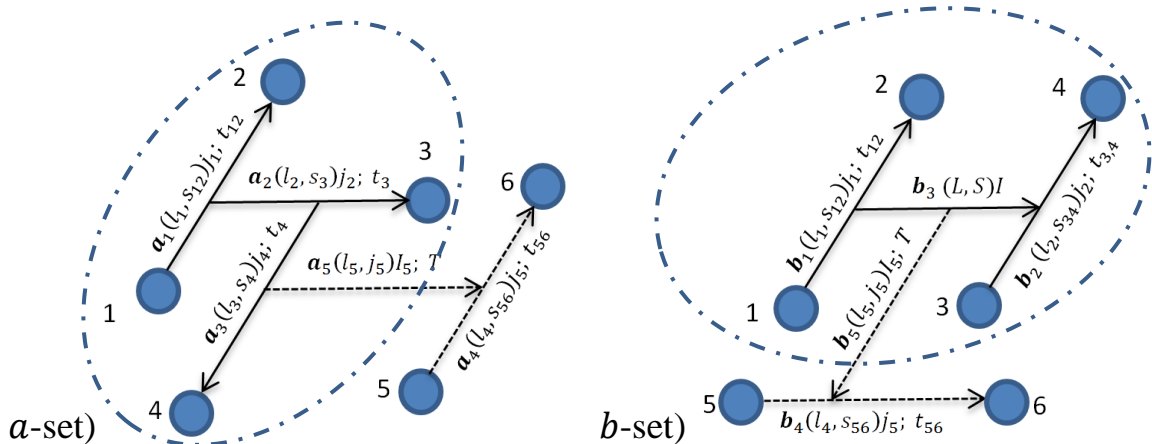 2
3
6
1
5
4
a₁(l₁, s₁₂)j₁; t₁₂
a₂(l₂, s₃)j₂; t₃
a₃(l₃, s₄)j₄; t₄
a₅(l₅, j₅)I₅; T
a₄(l₄, s₅₆)j₅; t₅₆
a-set)
2
4
1
3
5
6
b₁(l₁, s₁₂)j₁; t₁₂
b₃ (L, S)I
b₂ (l₂, s₃₄)j₂; t₃,₄
b₅(l₅, j₅)I₅; T
b₄(l₄, s₅₆)j₅; t₅₆
b-set)